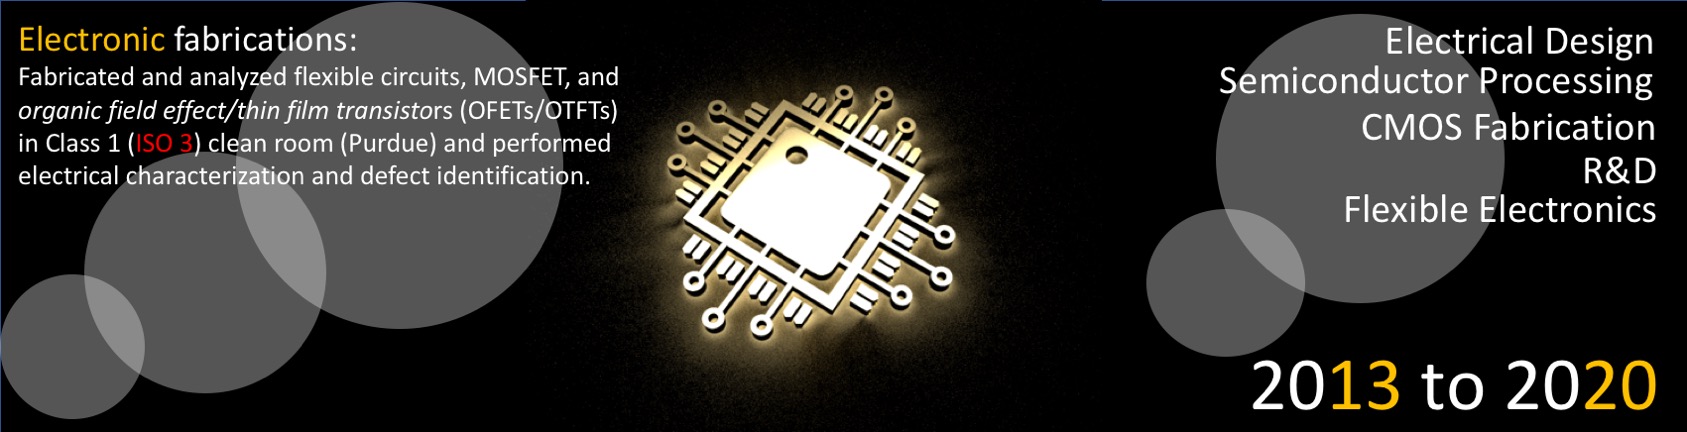 Electronic fabrications:
Fabricated and analyzed flexible circuits, MOSFET, and
organic field effect/thin film transistors (OFETs/OTFTs)
in Class 1 (ISO 3) clean room (Purdue) and performed
electrical characterization and defect identification.
Electrical Design
Semiconductor Processing
CMOS Fabrication
R&D
Flexible Electronics
2013 to 2020